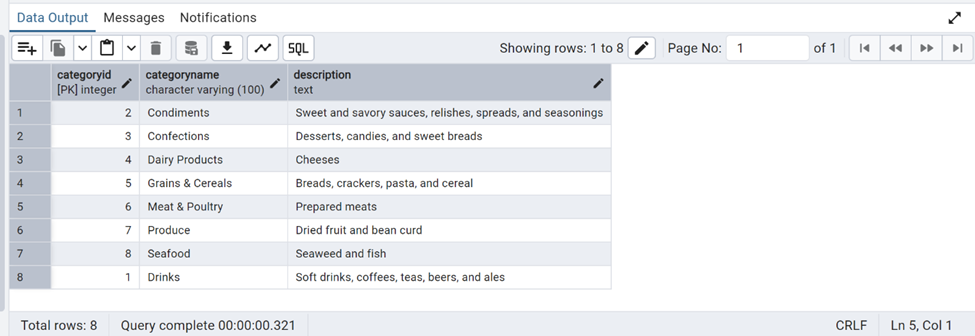 Data Output Messages Notifications
SQL Showing rows: 1 to 8 Page No: 1 of 1
categoryid categoryname description
[PK] integer character varying (100) text
1 2 Condiments Sweet and savory sauces, relishes, spreads, and seasonings
2 3 Confections Desserts, candies, and sweet breads
3 4 Dairy Products Cheeses
4 5 Grains & Cereals Breads, crackers, pasta, and cereal
5 6 Meat & Poultry Prepared meats
6 7 Produce Dried fruit and bean curd
7 8 Seafood Seaweed and fish
8 1 Drinks Soft drinks, coffees, teas, beers, and ales
Total rows: 8 Query complete 00:00:00.321 CRLF Ln 5, Col 1